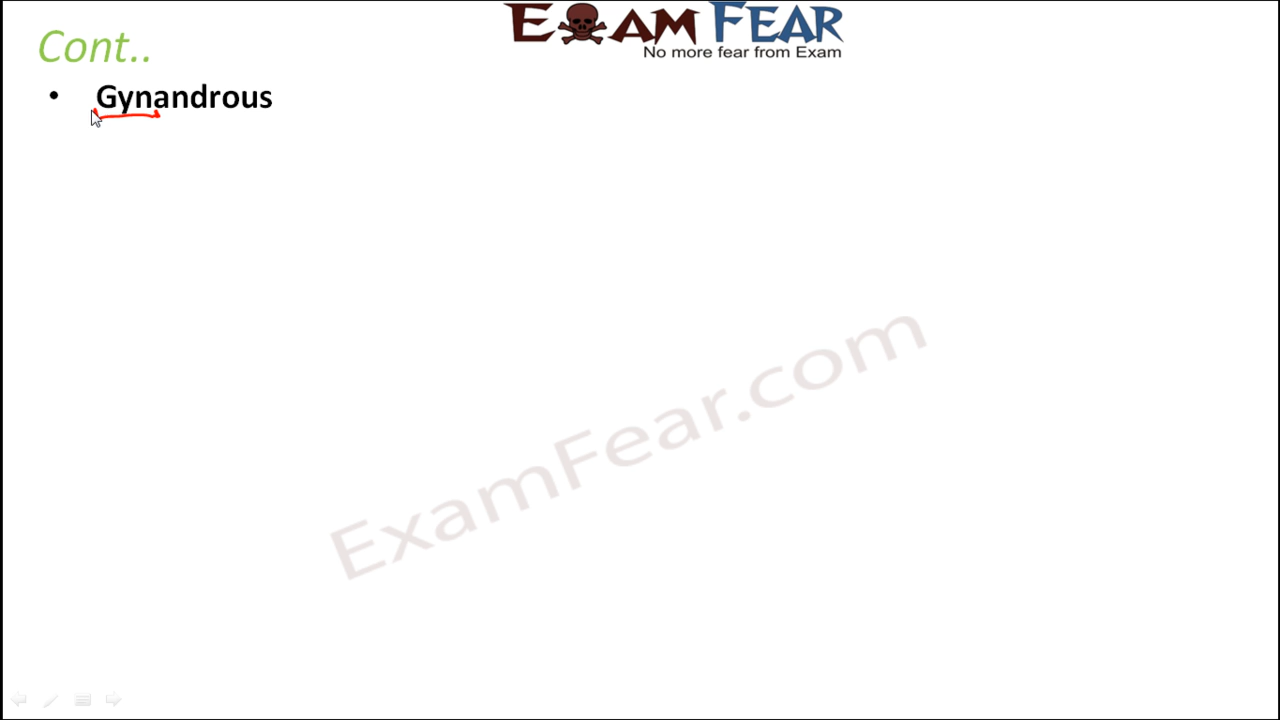 EXAM FEAR
No more fear from Exam
Cont..
• Gynandrous
ExamFear.com